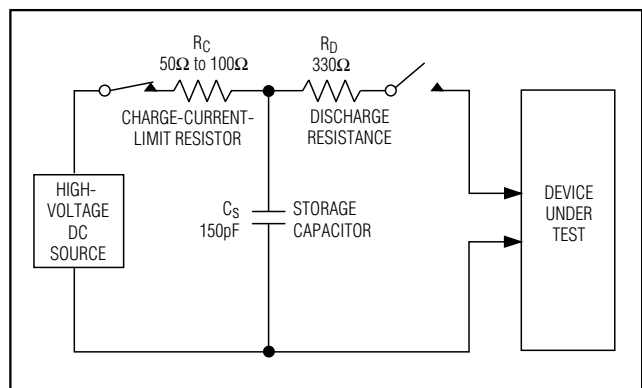 R_C
50Ω to 100Ω
CHARGE-CURRENT-
LIMIT RESISTOR
R_D
330Ω
DISCHARGE
RESISTANCE
HIGH-
VOLTAGE
DC
SOURCE
C_S
150pF
STORAGE
CAPACITOR
DEVICE
UNDER
TEST